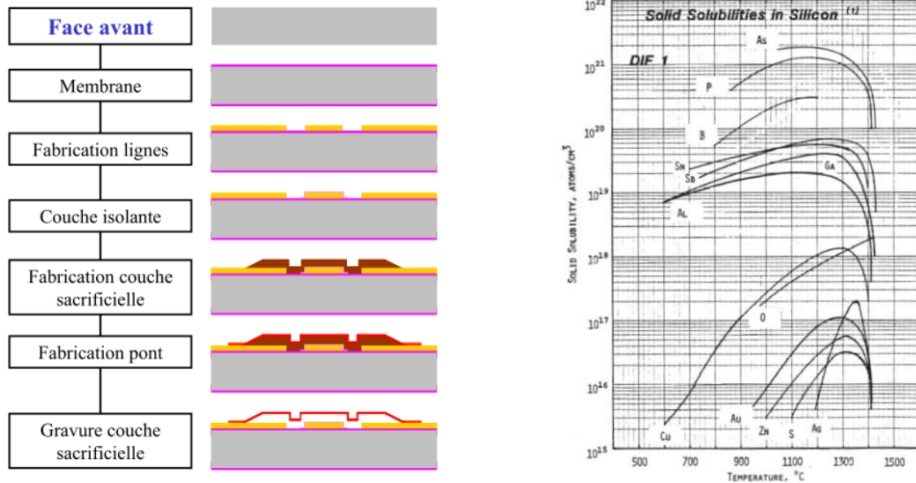 Face avant
Membrane
Fabrication lignes
Couche isolante
Fabrication couche
sacrificielle
Fabrication pont
Gravure couche
sacrificielle
Solid Solubilities in Silicon (1)
DIF 1
As
P
B
SN
SB
GA
AL
O
AU
CU
ZN
S
AG
SOLID SOLUBILITY, ATOMS/CM³
10²²
10²¹
10²⁰
10¹⁹
10¹⁸
10¹⁷
10¹⁶
10¹⁵
500
700
900
1100
1300
1500
TEMPERATURE, °C